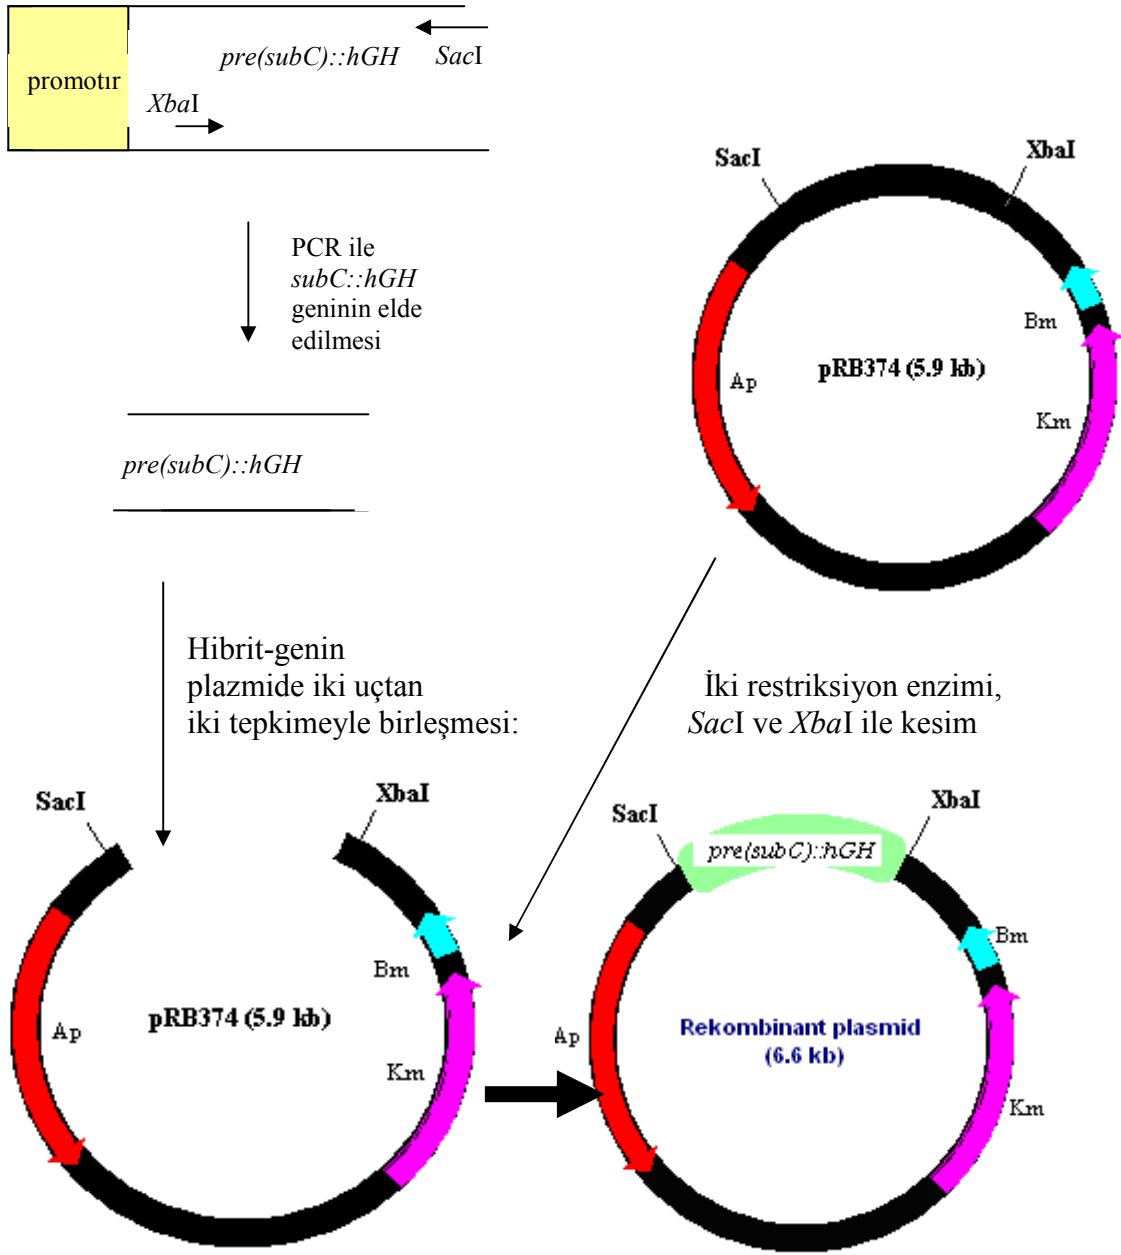 pre(subC)::hGH
SacI
promotır
XbaI
PCR ile
subC::hGH
geninin elde
edilmesi
pre(subC)::hGH
SacI
XbaI
Bm
pRB374 (5.9 kb)
Ap
Km
Hibrit-genin
plazmide iki uçtan
iki tepkimeyle birleşmesi:
İki restriksiyon enzimi,
SacI ve XbaI ile kesim
SacI
XbaI
Bm
pRB374 (5.9 kb)
Ap
Km
SacI
XbaI
pre(subC)::hGH
Bm
Ap
Rekombinant plasmid
(6.6 kb)
Km